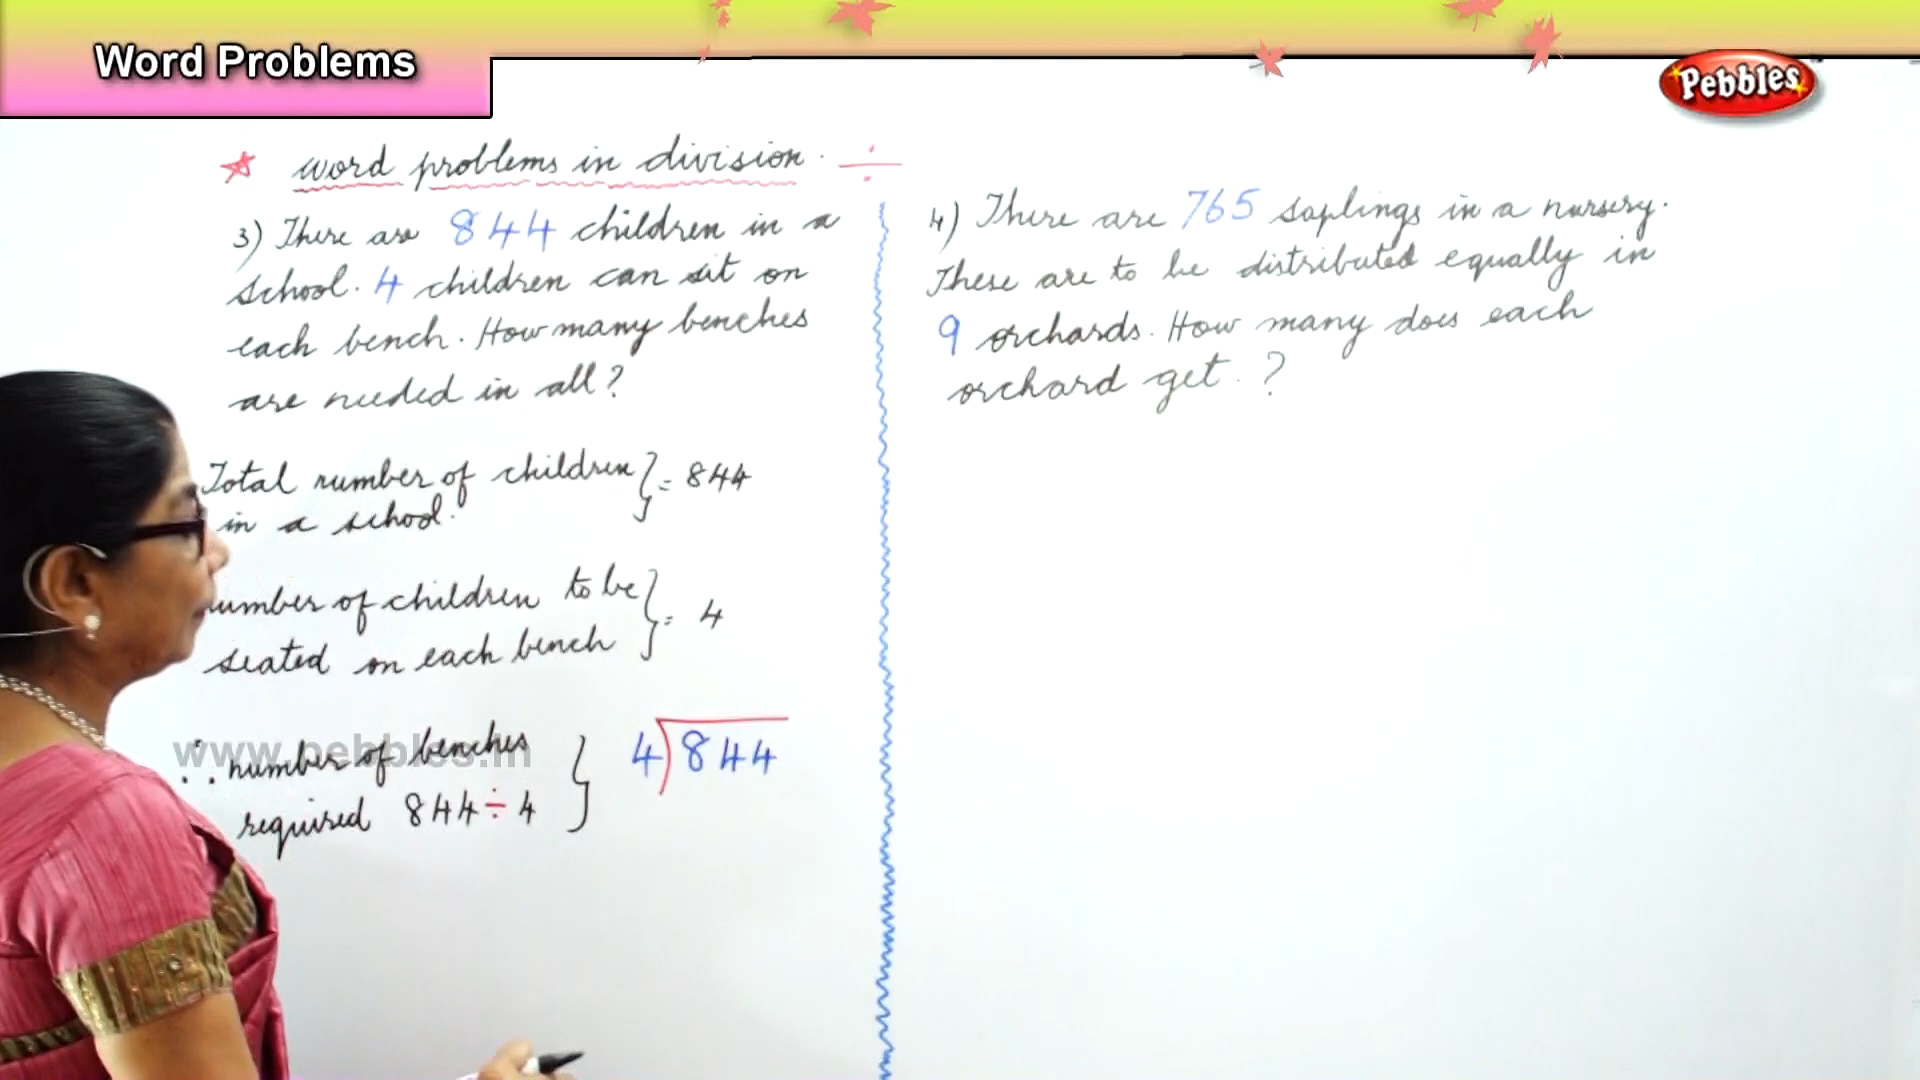 Word Problems
Pebbles
word problems in division. ÷
3) There are 844 children in a
school. 4 children can sit on
each bench. How many benches
are needed in all?
Total number of children } = 844
in a school.
number of children to be } = 4
seated on each bench
∴ number of benches }
required 844 ÷ 4
4)844
www.pebbles.in
4) There are 765 saplings in a nursery.
These are to be distributed equally in
9 orchards. How many does each
orchard get. ?